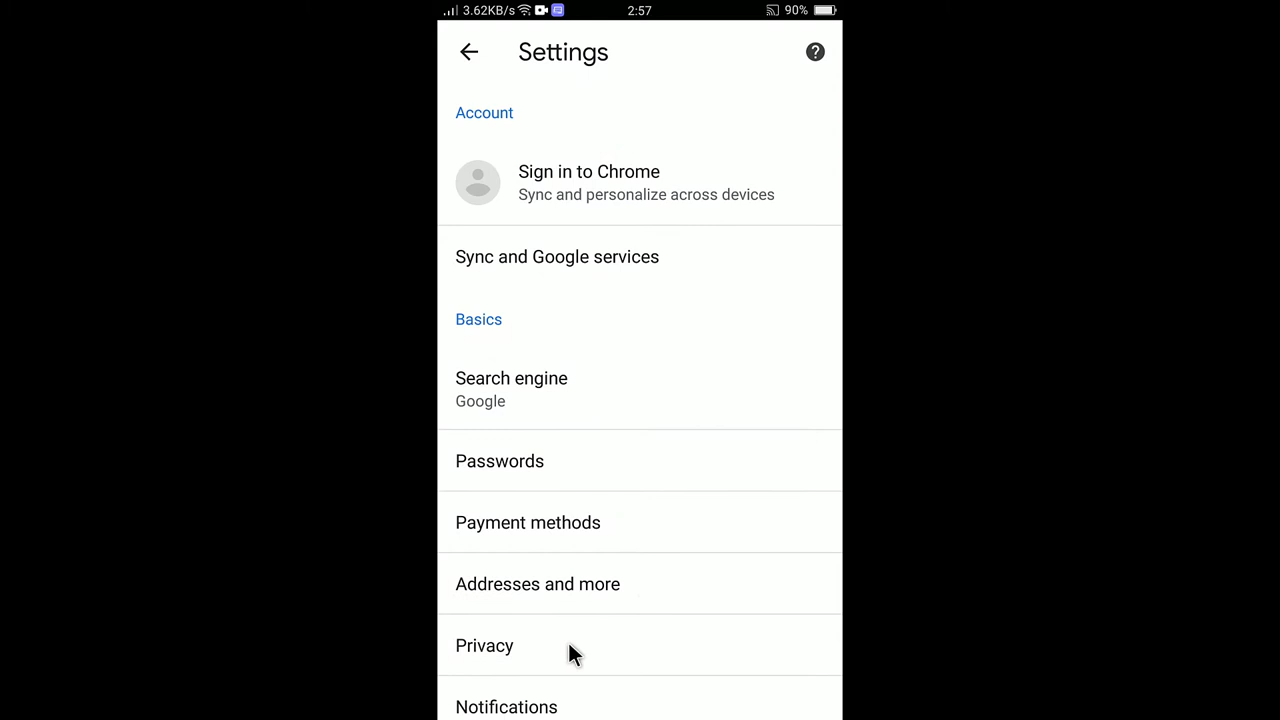 3.62KB/s 2:57 90%
Settings
Account
Sign in to Chrome
Sync and personalize across devices
Sync and Google services
Basics
Search engine
Google
Passwords
Payment methods
Addresses and more
Privacy
Notifications